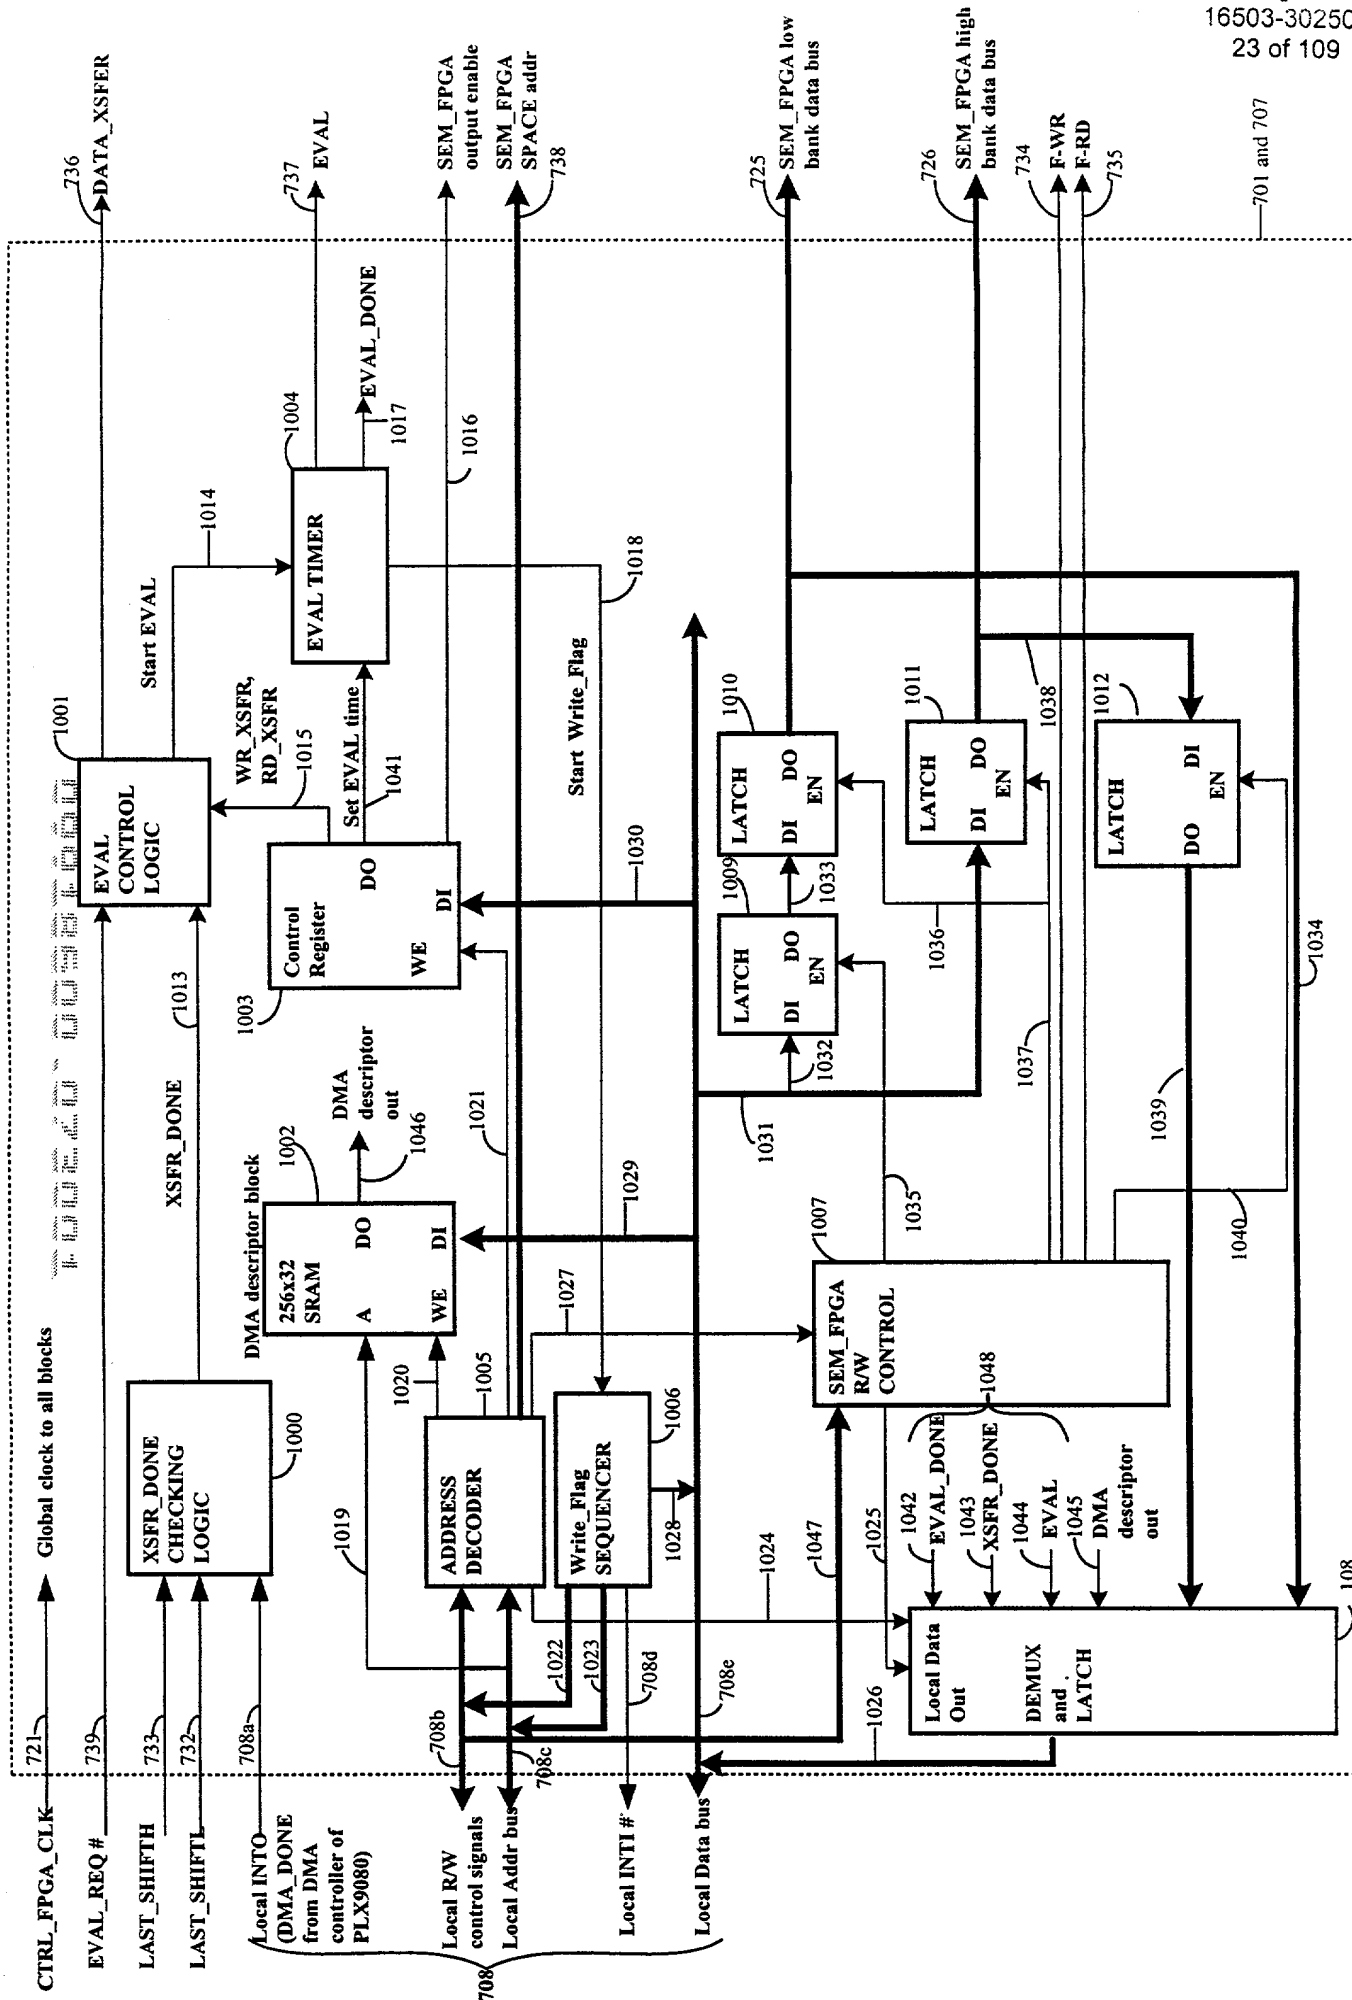 16503-30250
23 of 109
CTRL_FPGA_CLK
721
Global clock to all blocks
EVAL_REQ #
739
LAST_SHIFTH
733
LAST_SHIFTL
732
Local INTO
(DMA_DONE
from DMA
controller of
PLX9080)
708a
XSFR_DONE
CHECKING
LOGIC
1000
XSFR_DONE
1013
EVAL
CONTROL
LOGIC
1001
736
DATA_XSFER
Start EVAL
1014
WR_XSFR,
RD_XSFR
1015
EVAL TIMER
1004
737
EVAL
EVAL_DONE
1017
Set EVAL time
1041
Control
Register
DO
WE
DI
1003
1016
SEM_FPGA
output enable
SEM_FPGA
SPACE addr
738
DMA descriptor block
256x32
SRAM
A
DO
WE
DI
1002
DMA
descriptor
out
1046
1019
1020
1021
1029
1030
1018
Start Write_Flag
Local R/W
control signals
Local Addr bus
708b
708c
ADDRESS
DECODER
1005
1027
Write_Flag
SEQUENCER
1006
1022
1023
708d
1028
Local INTI #
Local Data bus
708e
708
1024
1047
1025
1026
SEM_FPGA
R/W
CONTROL
1007
1048
1031
1032
LATCH
DI
DO
EN
1009
1033
LATCH
DI
DO
EN
1010
725
SEM_FPGA low
bank data bus
LATCH
DI
DO
EN
1011
726
SEM_FPGA high
bank data bus
1038
LATCH
DO
DI
EN
1012
734
F-WR
F-RD
735
1035
1036
1037
1039
1040
1034
1042
EVAL_DONE
1043
XSFR_DONE
1044
EVAL
1045
DMA
descriptor
out
Local Data
Out
DEMUX
and
LATCH
108
701 and 707